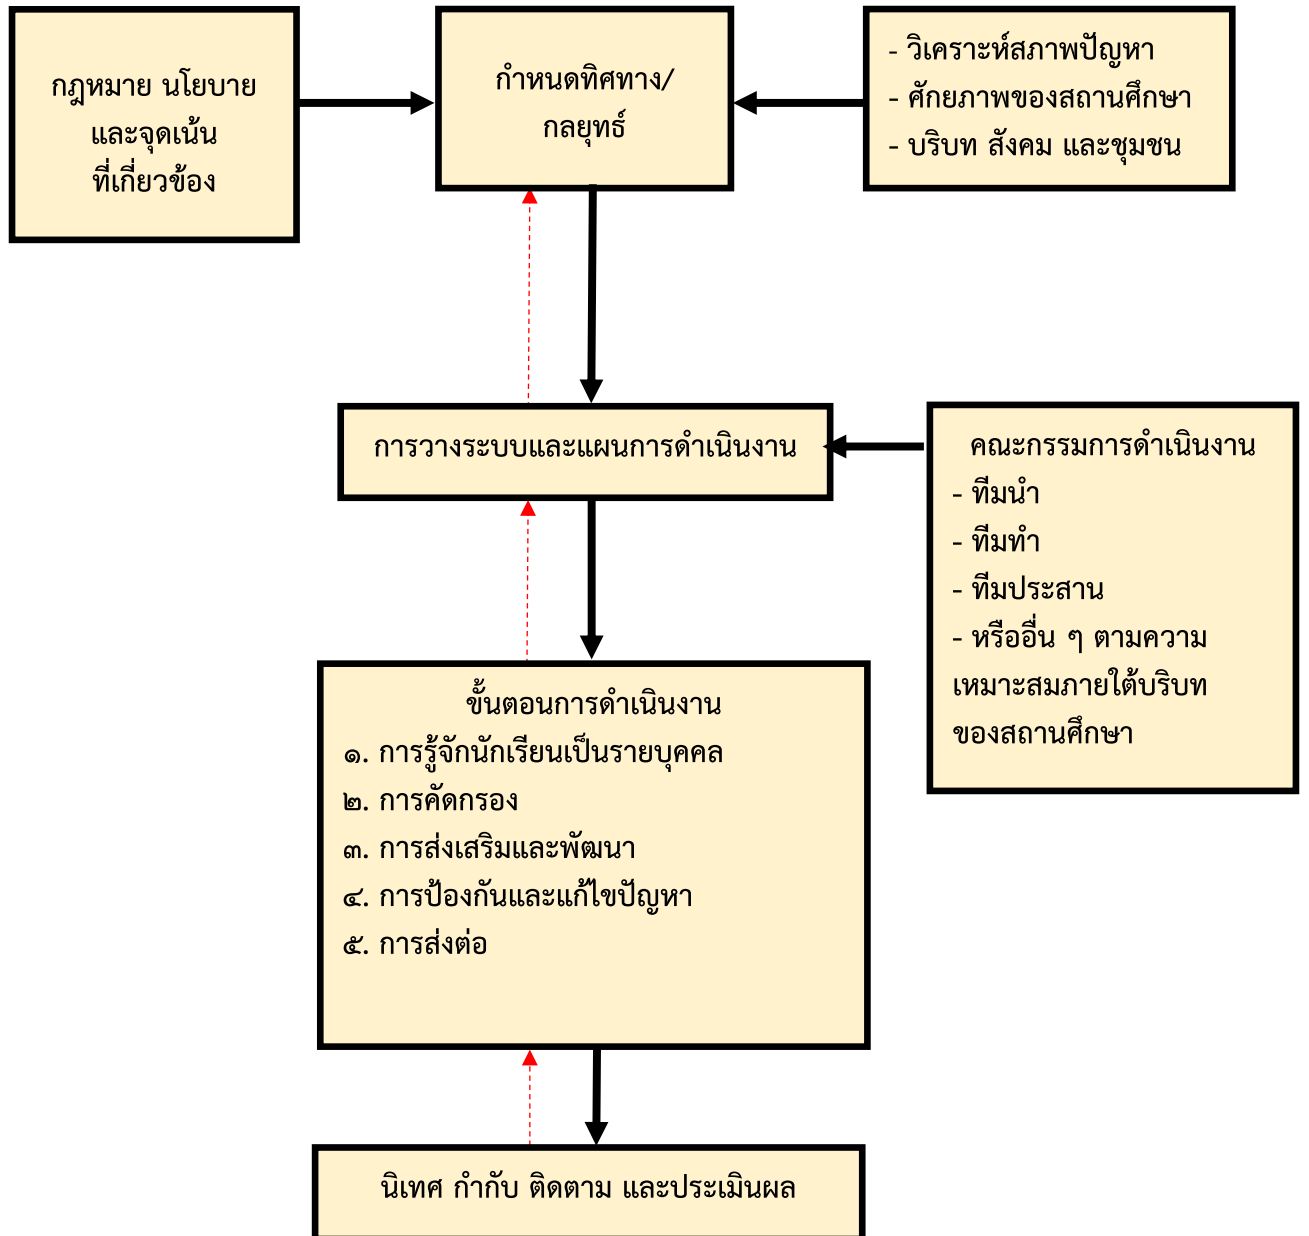 กฎหมาย นโยบาย
และจุดเน้น
ที่เกี่ยวข้อง
กำหนดทิศทาง/
กลยุทธ์
- วิเคราะห์สภาพปัญหา
- ศักยภาพของสถานศึกษา
- บริบท สังคม และชุมชน
การวางระบบและแผนการดำเนินงาน
คณะกรรมการดำเนินงาน
- ทีมนำ
- ทีมทำ
- ทีมประสาน
- หรืออื่น ๆ ตามความ
เหมาะสมภายใต้บริบท
ของสถานศึกษา
ขั้นตอนการดำเนินงาน
๑. การรู้จักนักเรียนเป็นรายบุคคล
๒. การคัดกรอง
๓. การส่งเสริมและพัฒนา
๔. การป้องกันและแก้ไขปัญหา
๕. การส่งต่อ
นิเทศ กำกับ ติดตาม และประเมินผล